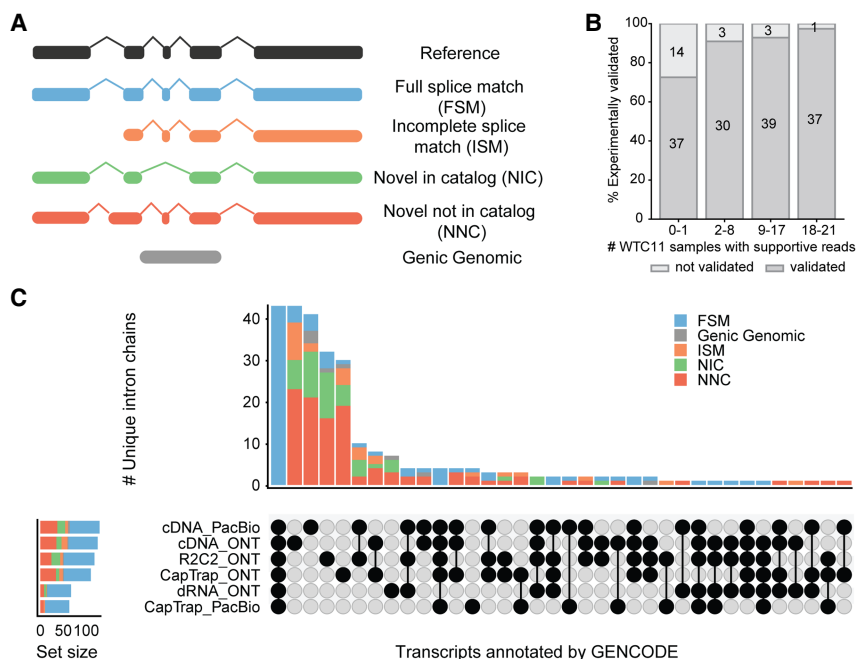 A
Reference
Full splice match
(FSM)
Incomplete splice
match (ISM)
Novel in catalog (NIC)
Novel not in catalog
(NNC)
Genic Genomic
B
% Experimentally validated
100
80
60
40
20
0
14
37
3
30
3
39
1
37
0-1 2-8 9-17 18-21
# WTC11 samples with supportive reads
not validated validated
C
# Unique intron chains
40
30
20
10
0
FSM
Genic Genomic
ISM
NIC
NNC
cDNA_PacBio
cDNA_ONT
R2C2_ONT
CapTrap_ONT
dRNA_ONT
CapTrap_PacBio
0 50 100
Set size
Transcripts annotated by GENCODE